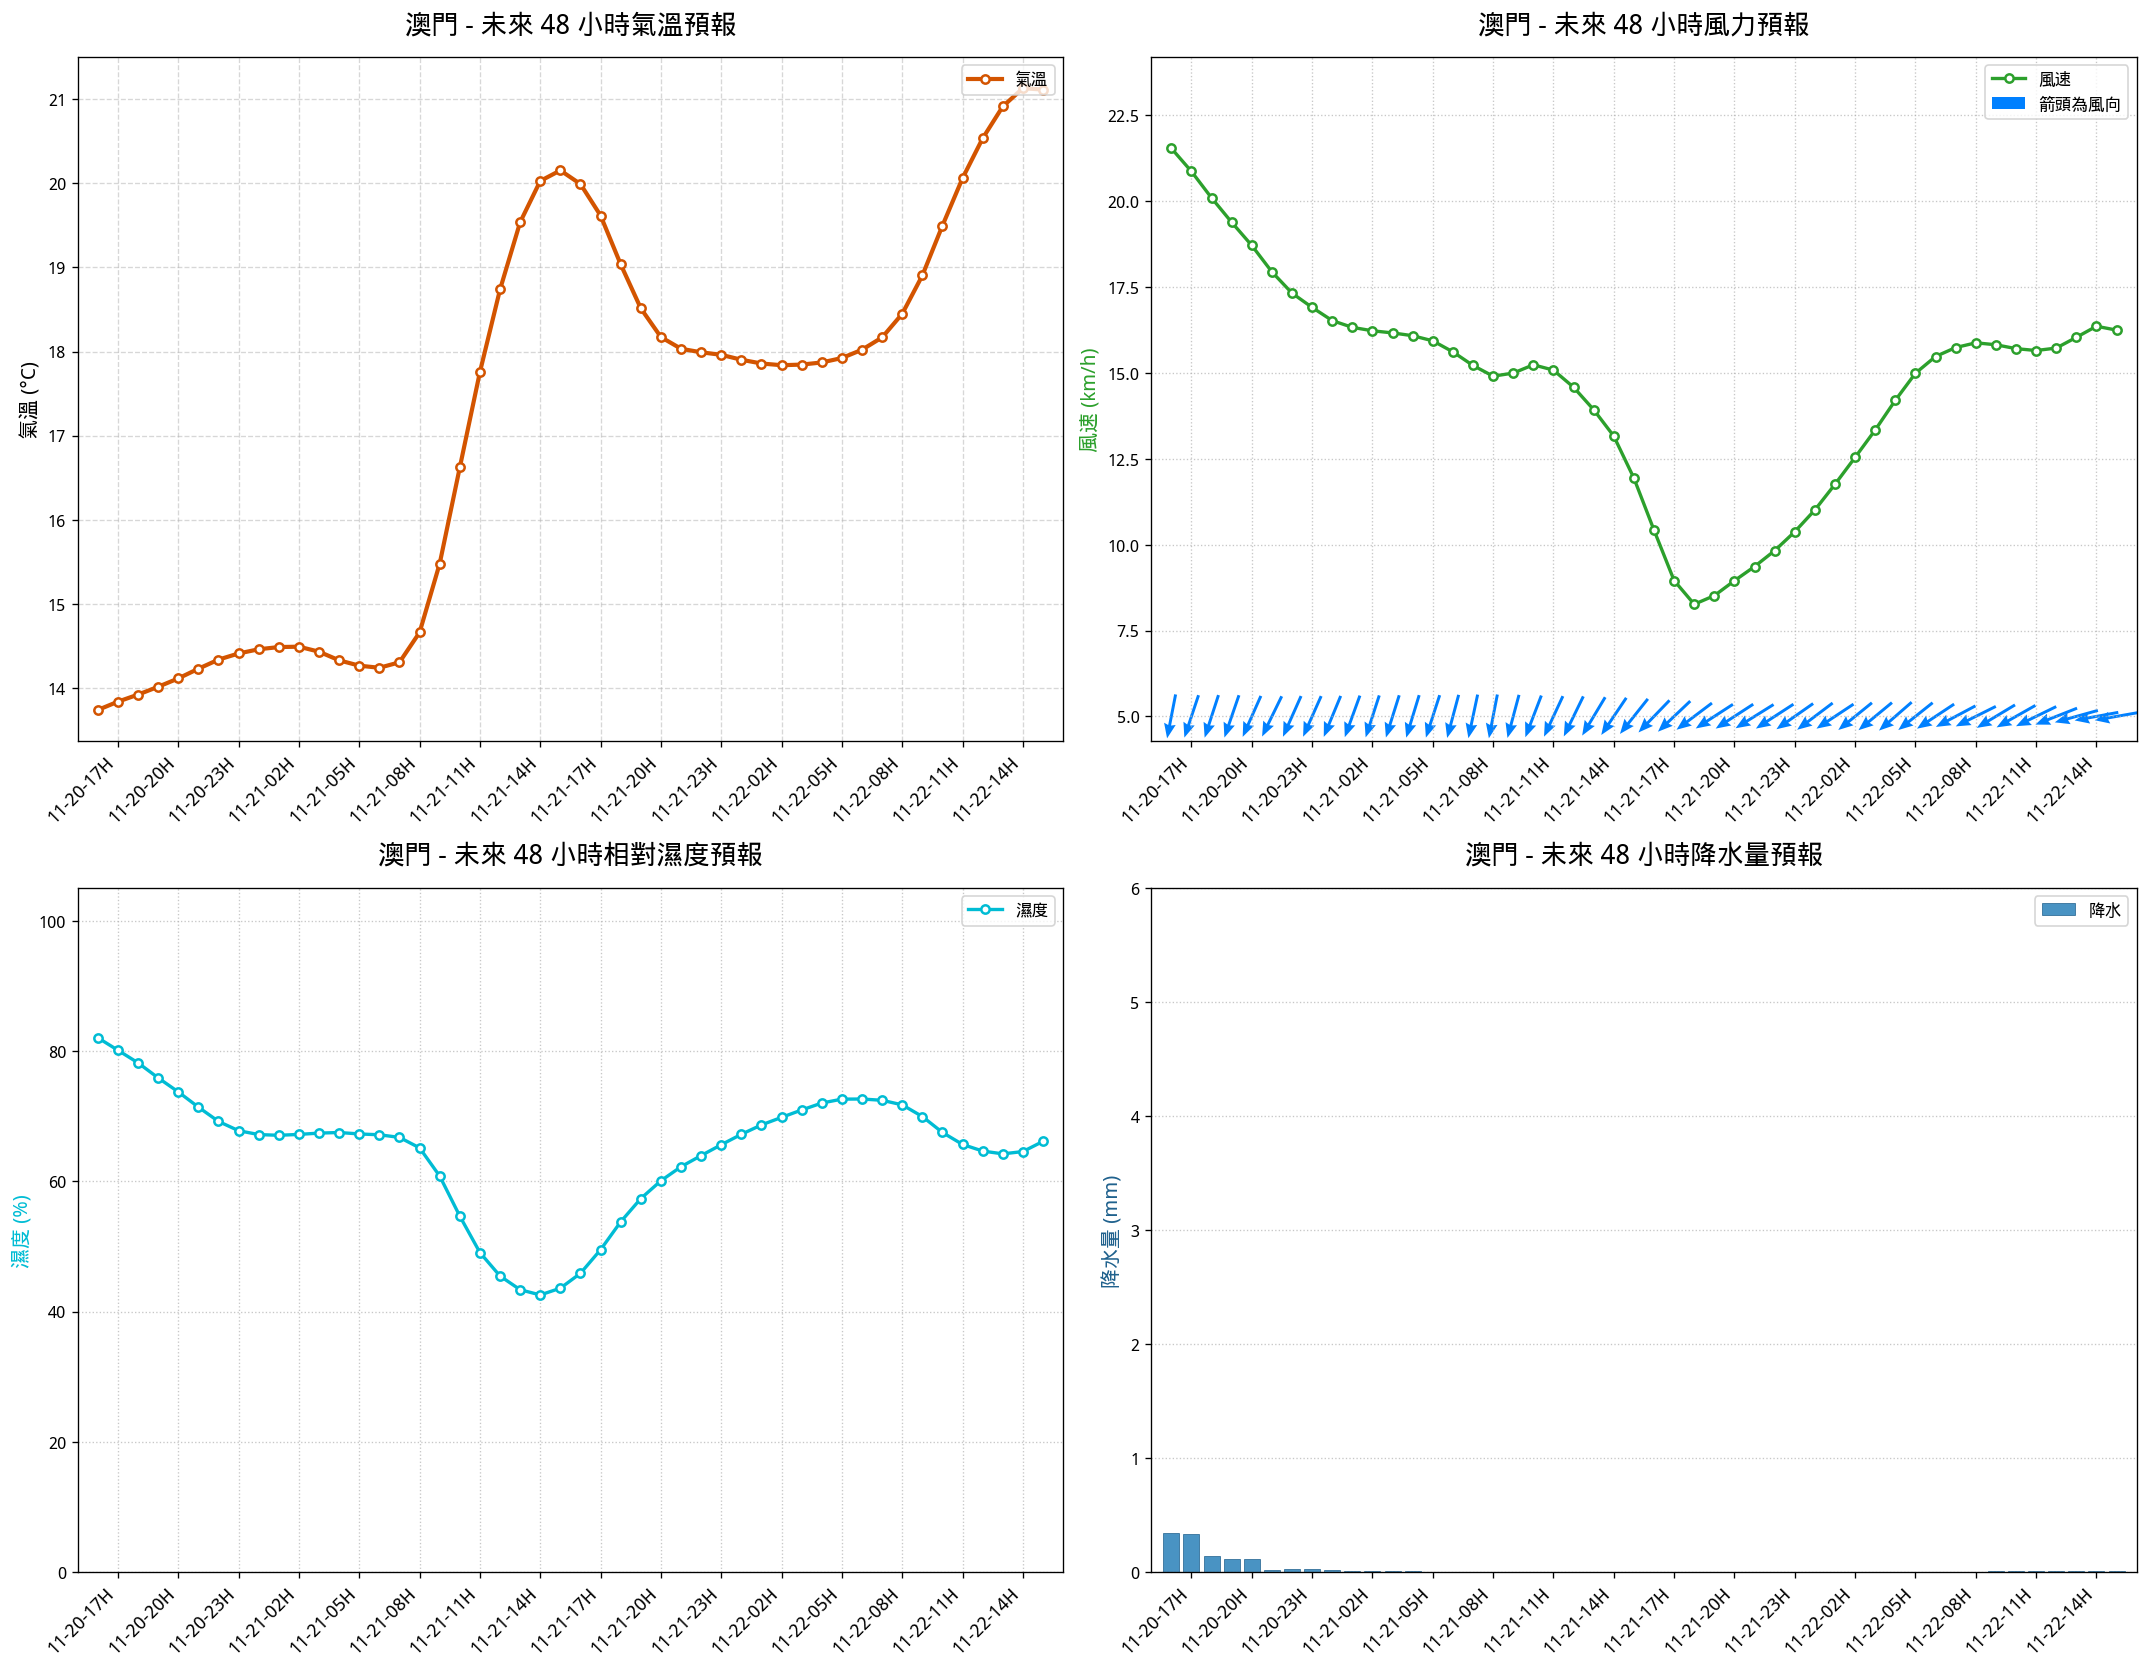 澳門 - 未來 48 小時氣溫預報
氣溫
氣溫 (°C)
21
20
19
18
17
16
15
14
11-20-17H
11-20-20H
11-20-23H
11-21-02H
11-21-05H
11-21-08H
11-21-11H
11-21-14H
11-21-17H
11-21-20H
11-21-23H
11-22-02H
11-22-05H
11-22-08H
11-22-11H
11-22-14H
澳門 - 未來 48 小時風力預報
風速
箭頭為風向
風速 (km/h)
22.5
20.0
17.5
15.0
12.5
10.0
7.5
5.0
11-20-17H
11-20-20H
11-20-23H
11-21-02H
11-21-05H
11-21-08H
11-21-11H
11-21-14H
11-21-17H
11-21-20H
11-21-23H
11-22-02H
11-22-05H
11-22-08H
11-22-11H
11-22-14H
澳門 - 未來 48 小時相對濕度預報
濕度
濕度 (%)
100
80
60
40
20
0
11-20-17H
11-20-20H
11-20-23H
11-21-02H
11-21-05H
11-21-08H
11-21-11H
11-21-14H
11-21-17H
11-21-20H
11-21-23H
11-22-02H
11-22-05H
11-22-08H
11-22-11H
11-22-14H
澳門 - 未來 48 小時降水量預報
降水
降水量 (mm)
6
5
4
3
2
1
0
11-20-17H
11-20-20H
11-20-23H
11-21-02H
11-21-05H
11-21-08H
11-21-11H
11-21-14H
11-21-17H
11-21-20H
11-21-23H
11-22-02H
11-22-05H
11-22-08H
11-22-11H
11-22-14H